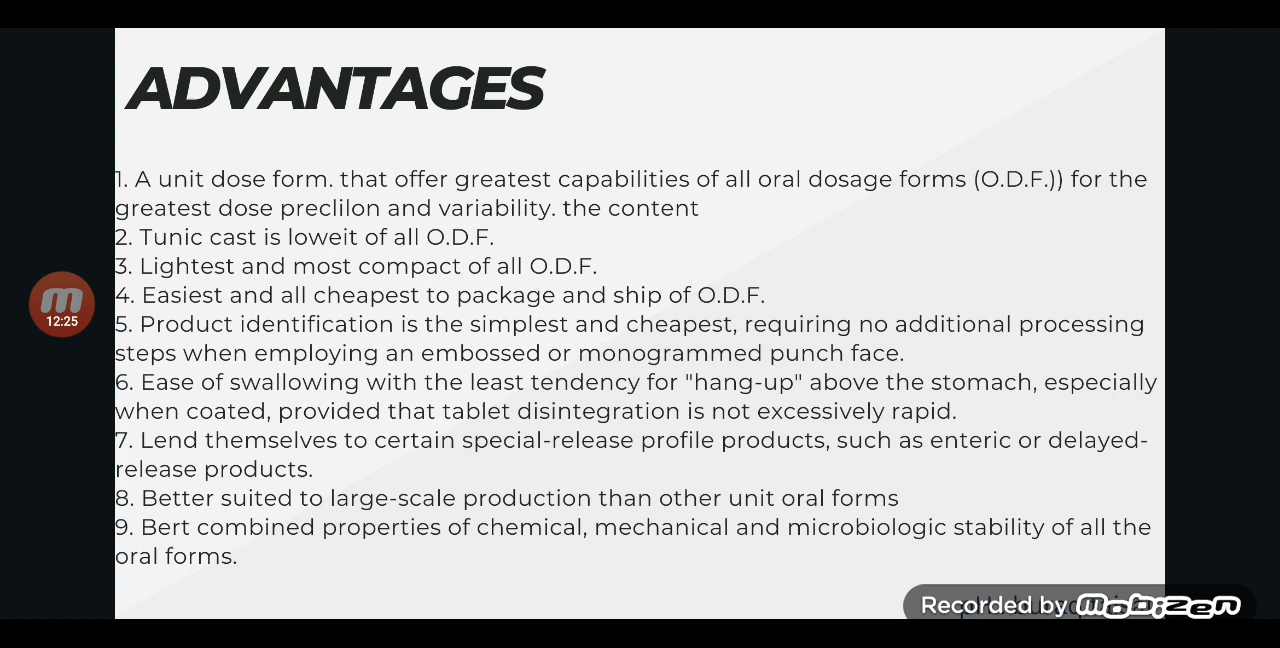 ADVANTAGES
1. A unit dose form. that offer greatest capabilities of all oral dosage forms (O.D.F.)) for the
greatest dose preclilon and variability. the content
2. Tunic cast is loweit of all O.D.F.
3. Lightest and most compact of all O.D.F.
4. Easiest and all cheapest to package and ship of O.D.F.
5. Product identification is the simplest and cheapest, requiring no additional processing
steps when employing an embossed or monogrammed punch face.
6. Ease of swallowing with the least tendency for "hang-up" above the stomach, especially
when coated, provided that tablet disintegration is not excessively rapid.
7. Lend themselves to certain special-release profile products, such as enteric or delayed-
release products.
8. Better suited to large-scale production than other unit oral forms
9. Bert combined properties of chemical, mechanical and microbiologic stability of all the
oral forms.
12:25
Recorded by Mobizen